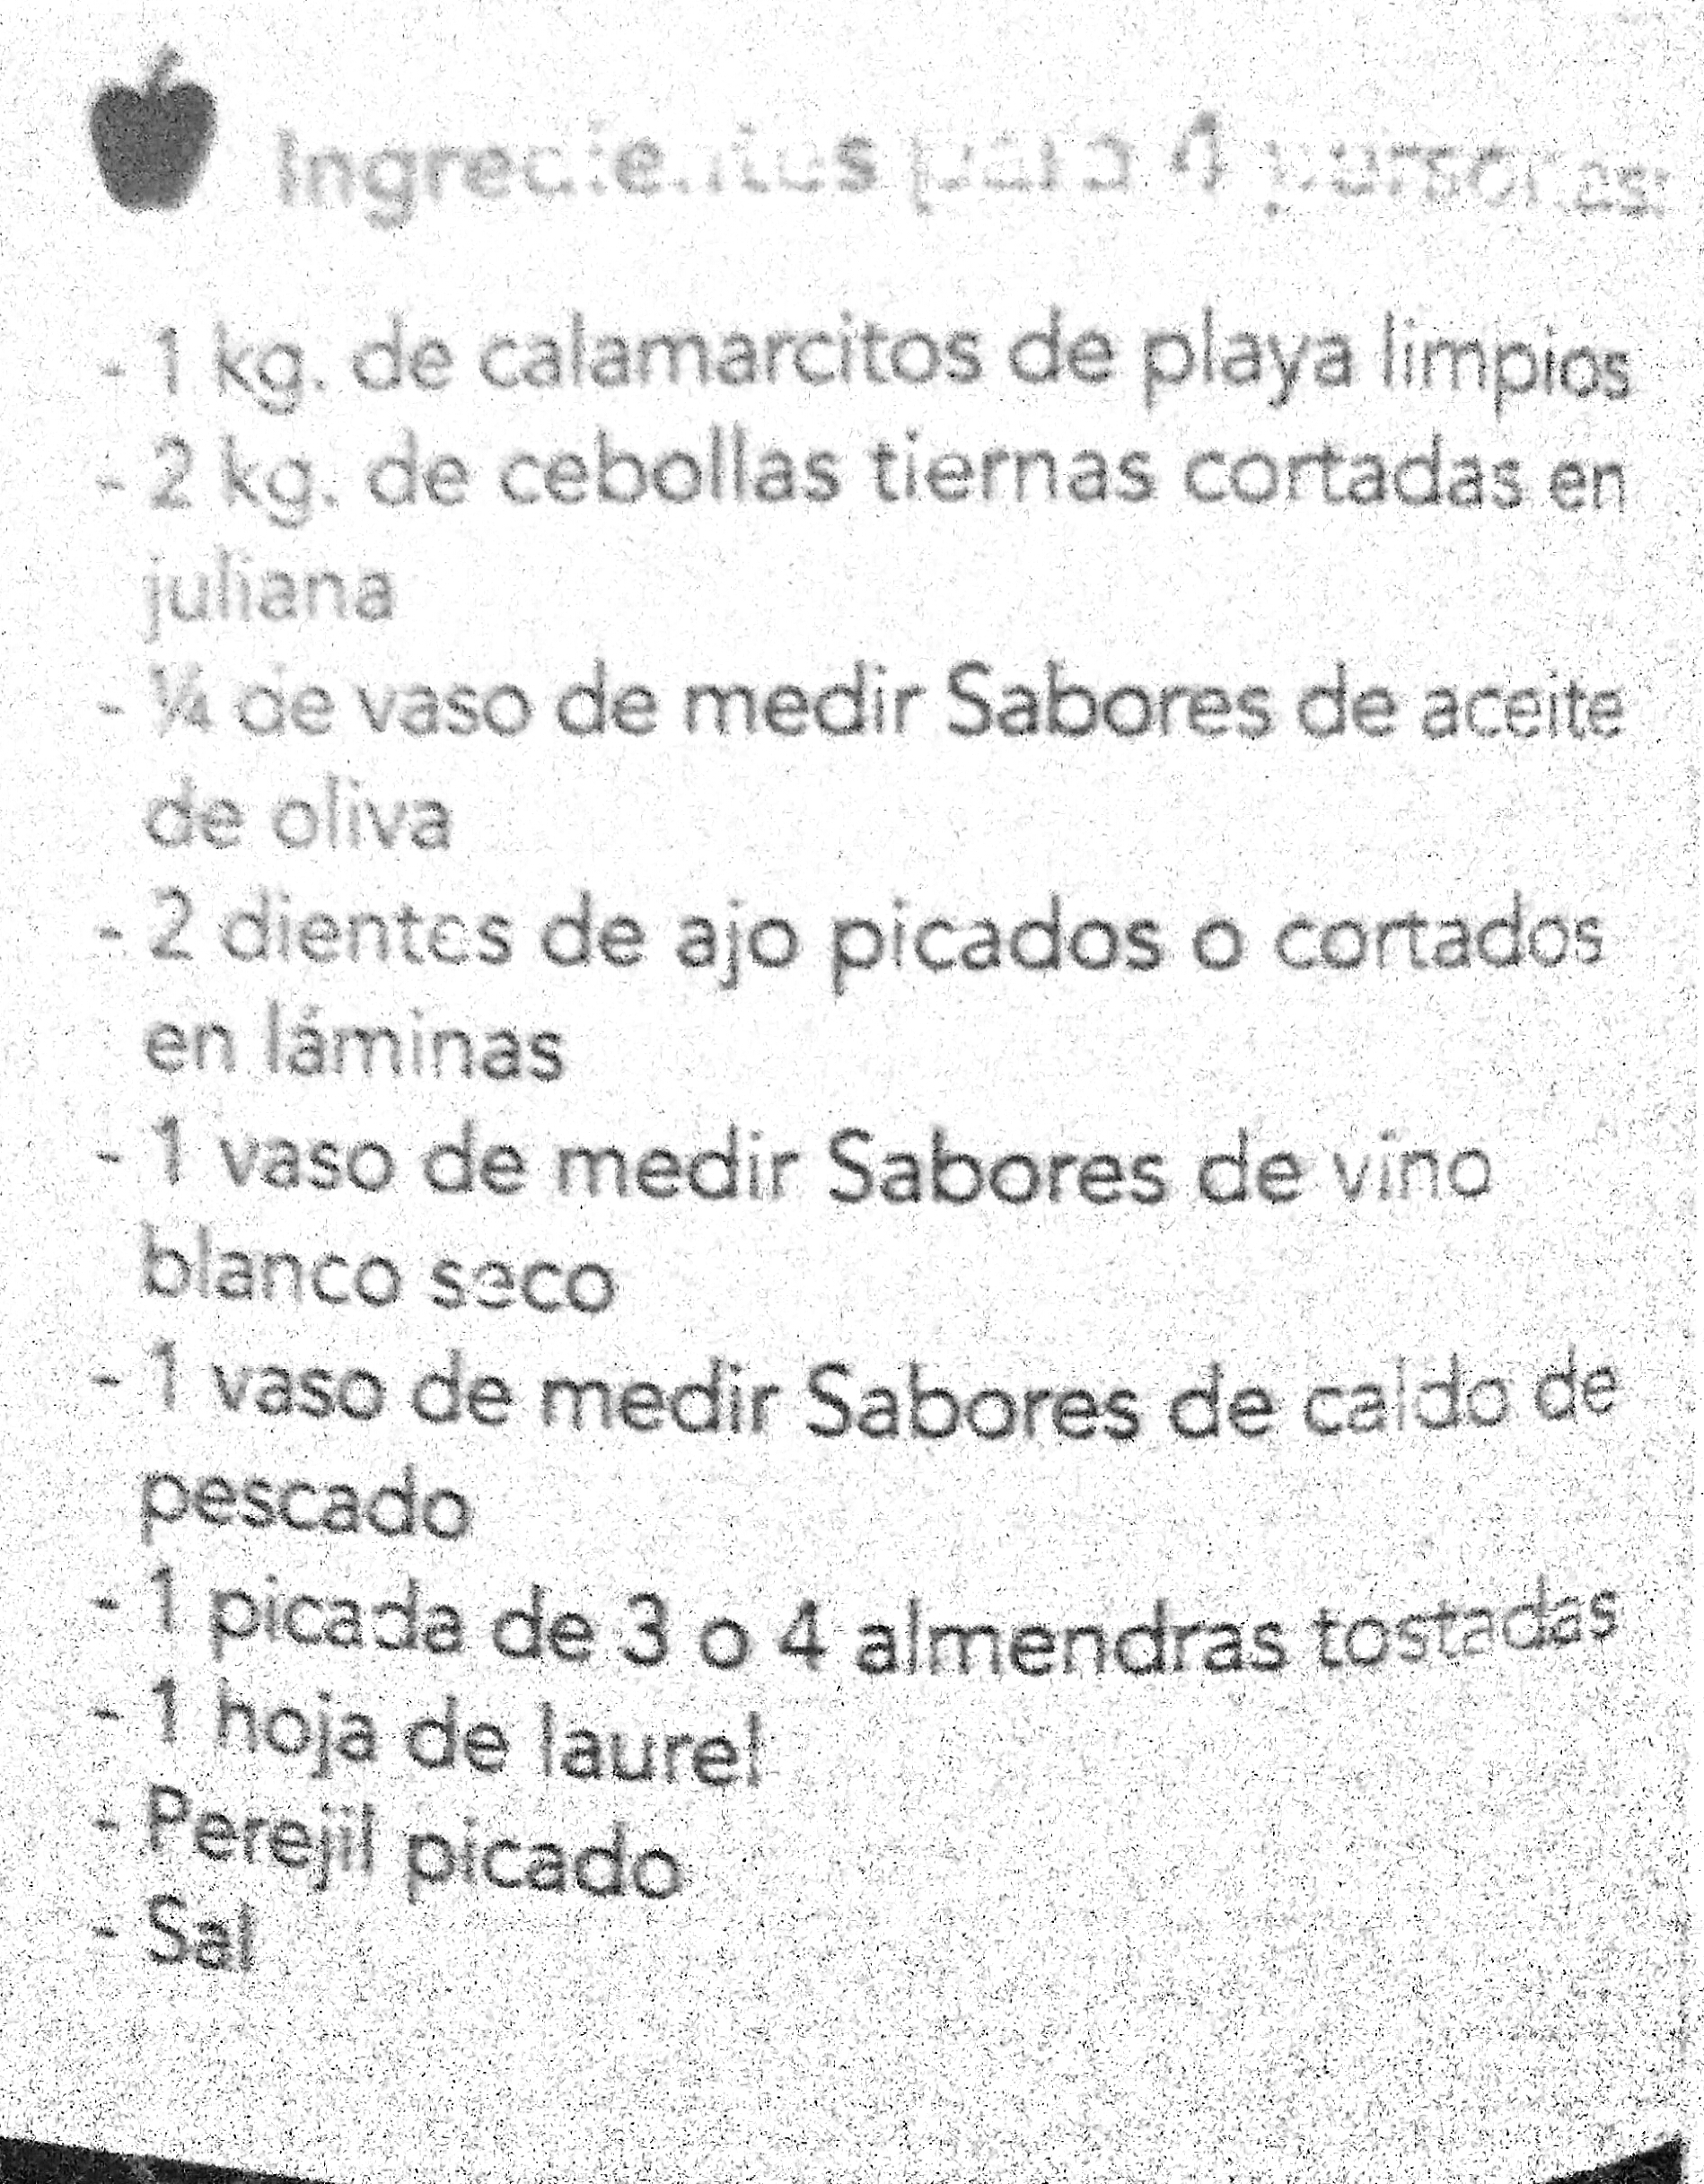 Ingredientes para 4 personas:
- 1 kg. de calamarcitos de playa limpios
- 2 kg. de cebollas tiernas cortadas en
juliana
- ¼ de vaso de medir Sabores de aceite
de oliva
- 2 dientes de ajo picados o cortados
en láminas
- 1 vaso de medir Sabores de vino
blanco seco
- 1 vaso de medir Sabores de caldo de
pescado
- 1 picada de 3 o 4 almendras tostadas
- 1 hoja de laurel
- Perejil picado
- Sal